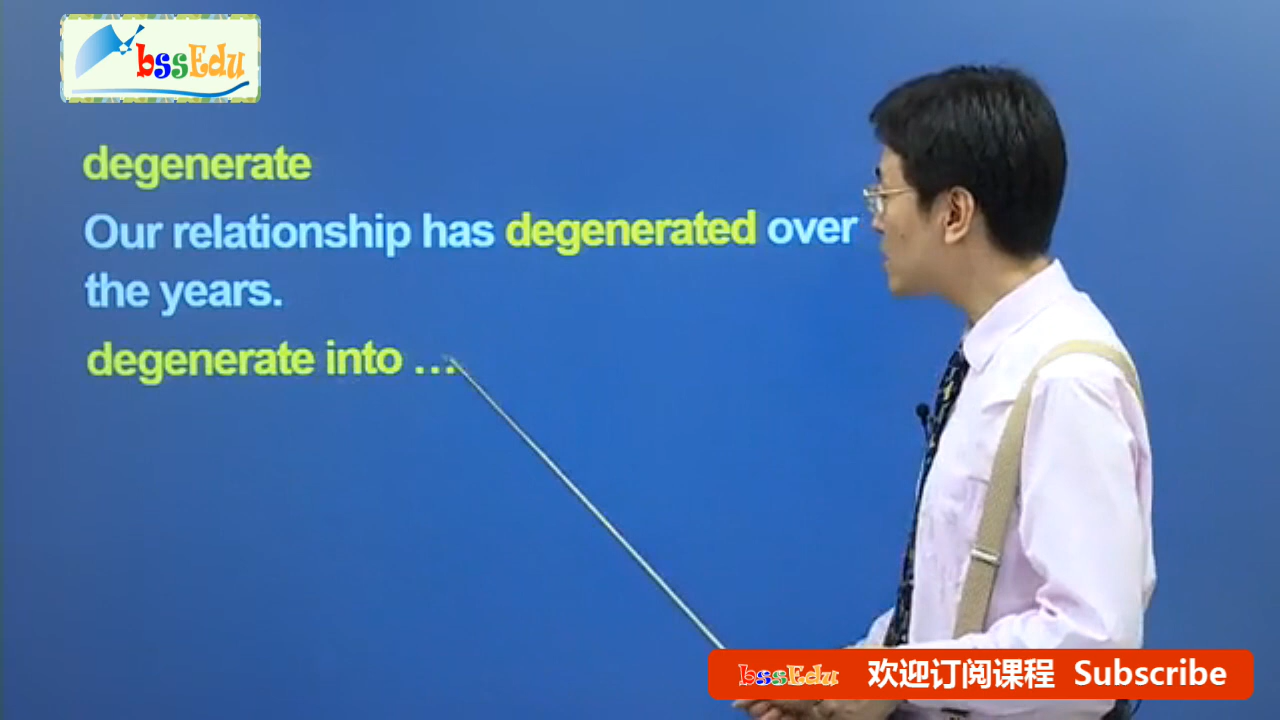 bssEdu
degenerate
Our relationship has degenerated over
the years.
degenerate into …
bssEdu 欢迎订阅课程 Subscribe